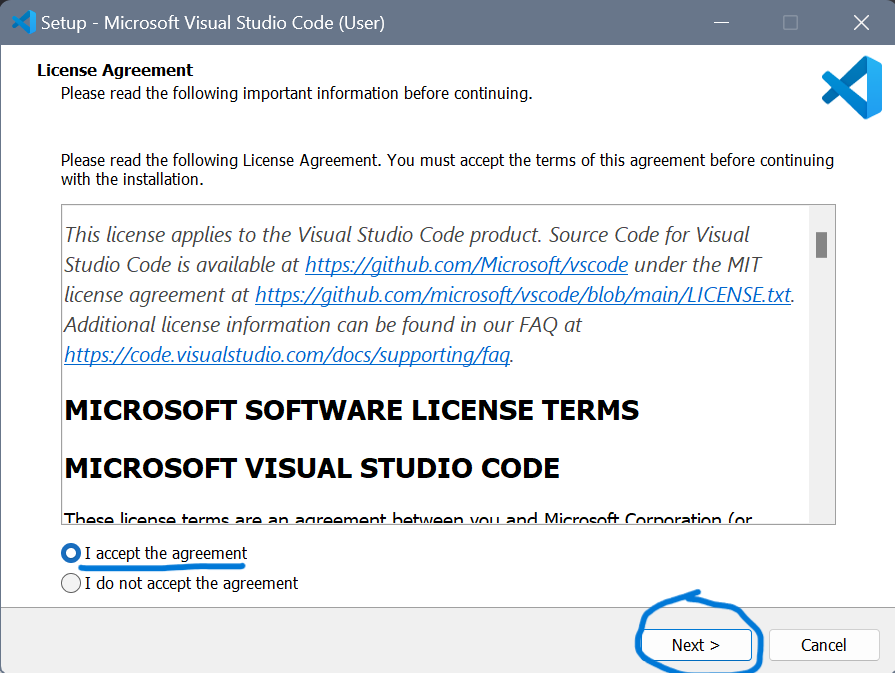 Setup - Microsoft Visual Studio Code (User)
License Agreement
Please read the following important information before continuing.
Please read the following License Agreement. You must accept the terms of this agreement before continuing
with the installation.
This license applies to the Visual Studio Code product. Source Code for Visual
Studio Code is available at https://github.com/Microsoft/vscode under the MIT
license agreement at https://github.com/microsoft/vscode/blob/main/LICENSE.txt.
Additional license information can be found in our FAQ at
https://code.visualstudio.com/docs/supporting/faq.
MICROSOFT SOFTWARE LICENSE TERMS
MICROSOFT VISUAL STUDIO CODE
These license terms are an agreement between you and Microsoft Corporation (or
I accept the agreement
I do not accept the agreement
Next >
Cancel